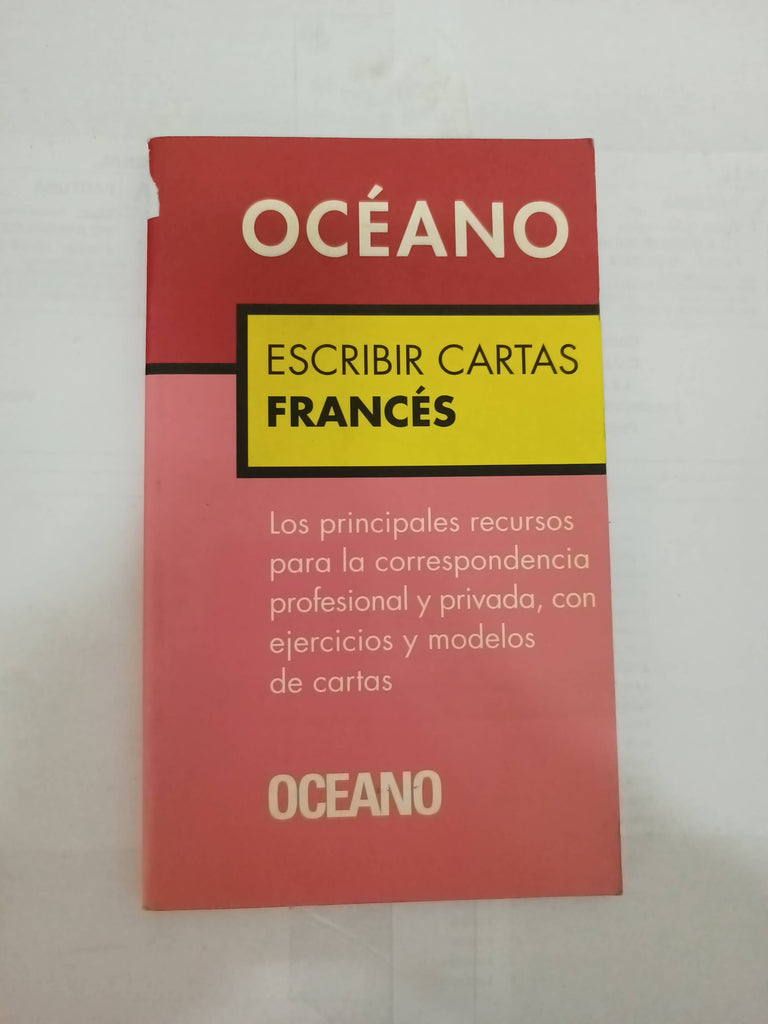 OCÉANO
ESCRIBIR CARTAS
FRANCÉS
Los principales recursos
para la correspondencia
profesional y privada, con
ejercicios y modelos
de cartas
OCEANO